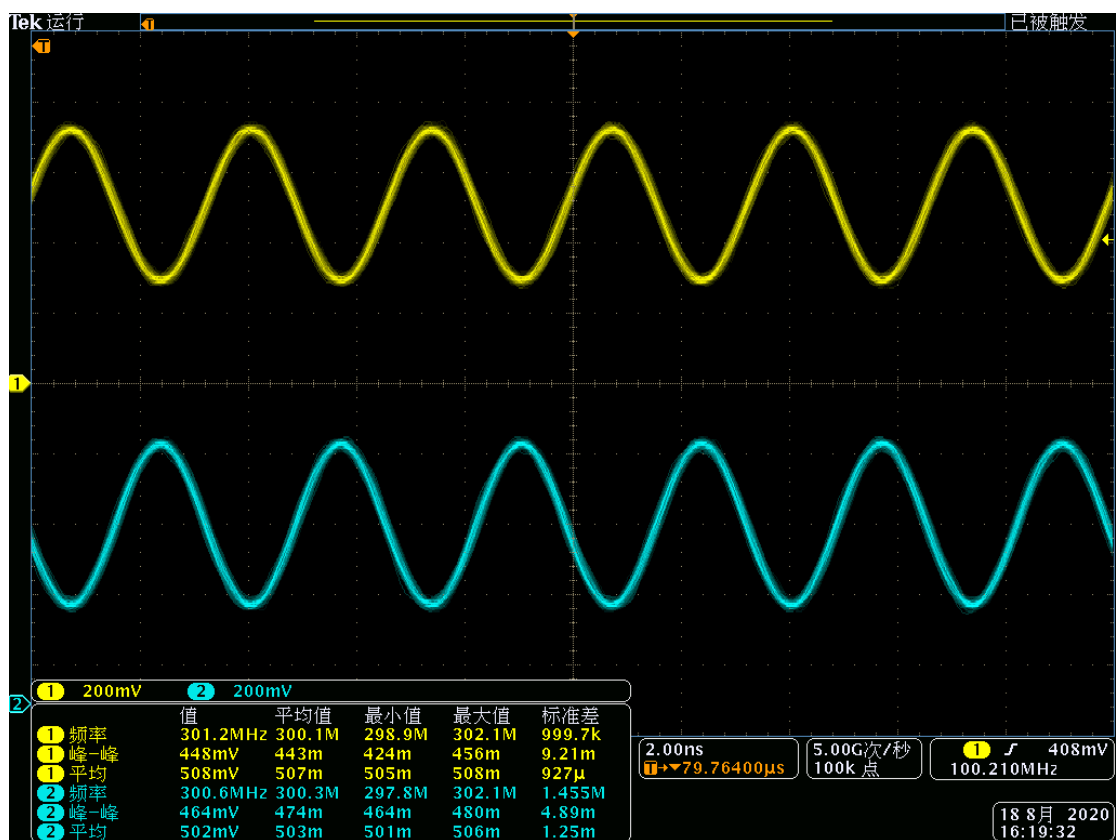 Tek 运行 T 已被触发
T
1
2
1 200mV 2 200mV
值 平均值 最小值 最大值 标准差
1 频率 301.2MHz 300.1M 298.9M 302.1M 999.7k
1 峰-峰 448mV 443m 424m 456m 9.21m
1 平均 508mV 507m 505m 508m 927µ
2 频率 300.6MHz 300.3M 297.8M 302.1M 1.455M
2 峰-峰 464mV 474m 464m 480m 4.89m
2 平均 502mV 503m 501m 506m 1.25m
2.00ns
T→▼79.76400µs
5.00G次/秒
100k 点
1 ∫ 408mV
100.210MHz
18 8月 2020
16:19:32